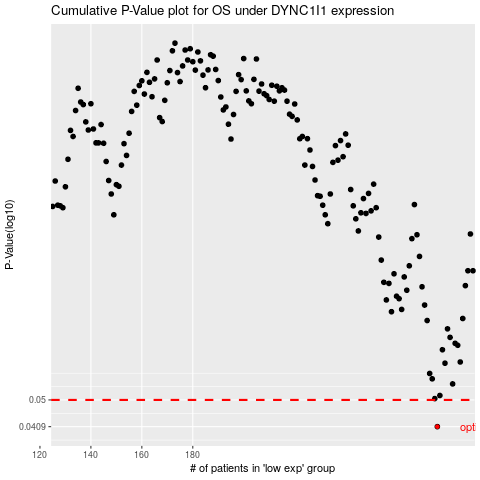 Cumulative P-Value plot for OS under DYNC1I1 expression
P-Value(log10)
0.05
0.0409
opti
120 140 160 180
# of patients in 'low exp' group